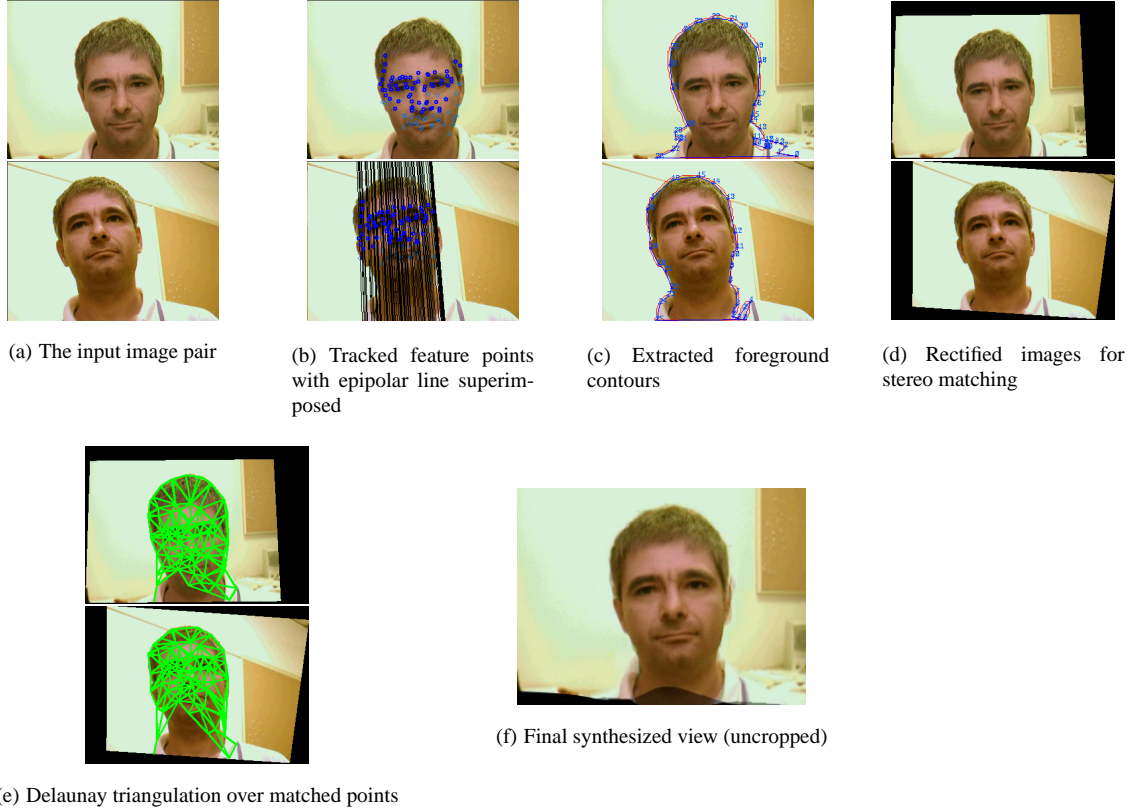 (a) The input image pair
(b) Tracked feature points
with epipolar line superim-
posed
(c) Extracted foreground
contours
(d) Rectified images for
stereo matching
(e) Delaunay triangulation over matched points
(f) Final synthesized view (uncropped)